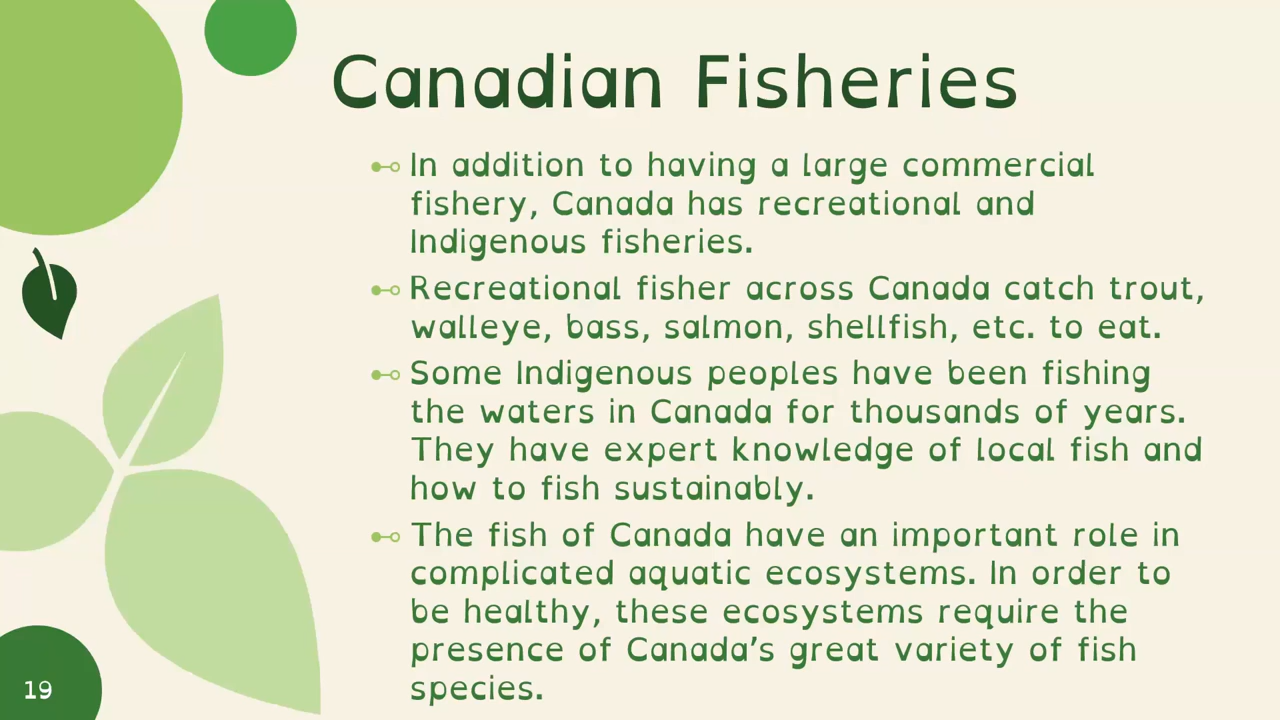 Canadian Fisheries
In addition to having a large commercial
fishery, Canada has recreational and
Indigenous fisheries.
Recreational fisher across Canada catch trout,
walleye, bass, salmon, shellfish, etc. to eat.
Some Indigenous peoples have been fishing
the waters in Canada for thousands of years.
They have expert knowledge of local fish and
how to fish sustainably.
The fish of Canada have an important role in
complicated aquatic ecosystems. In order to
be healthy, these ecosystems require the
presence of Canada’s great variety of fish
species.
19